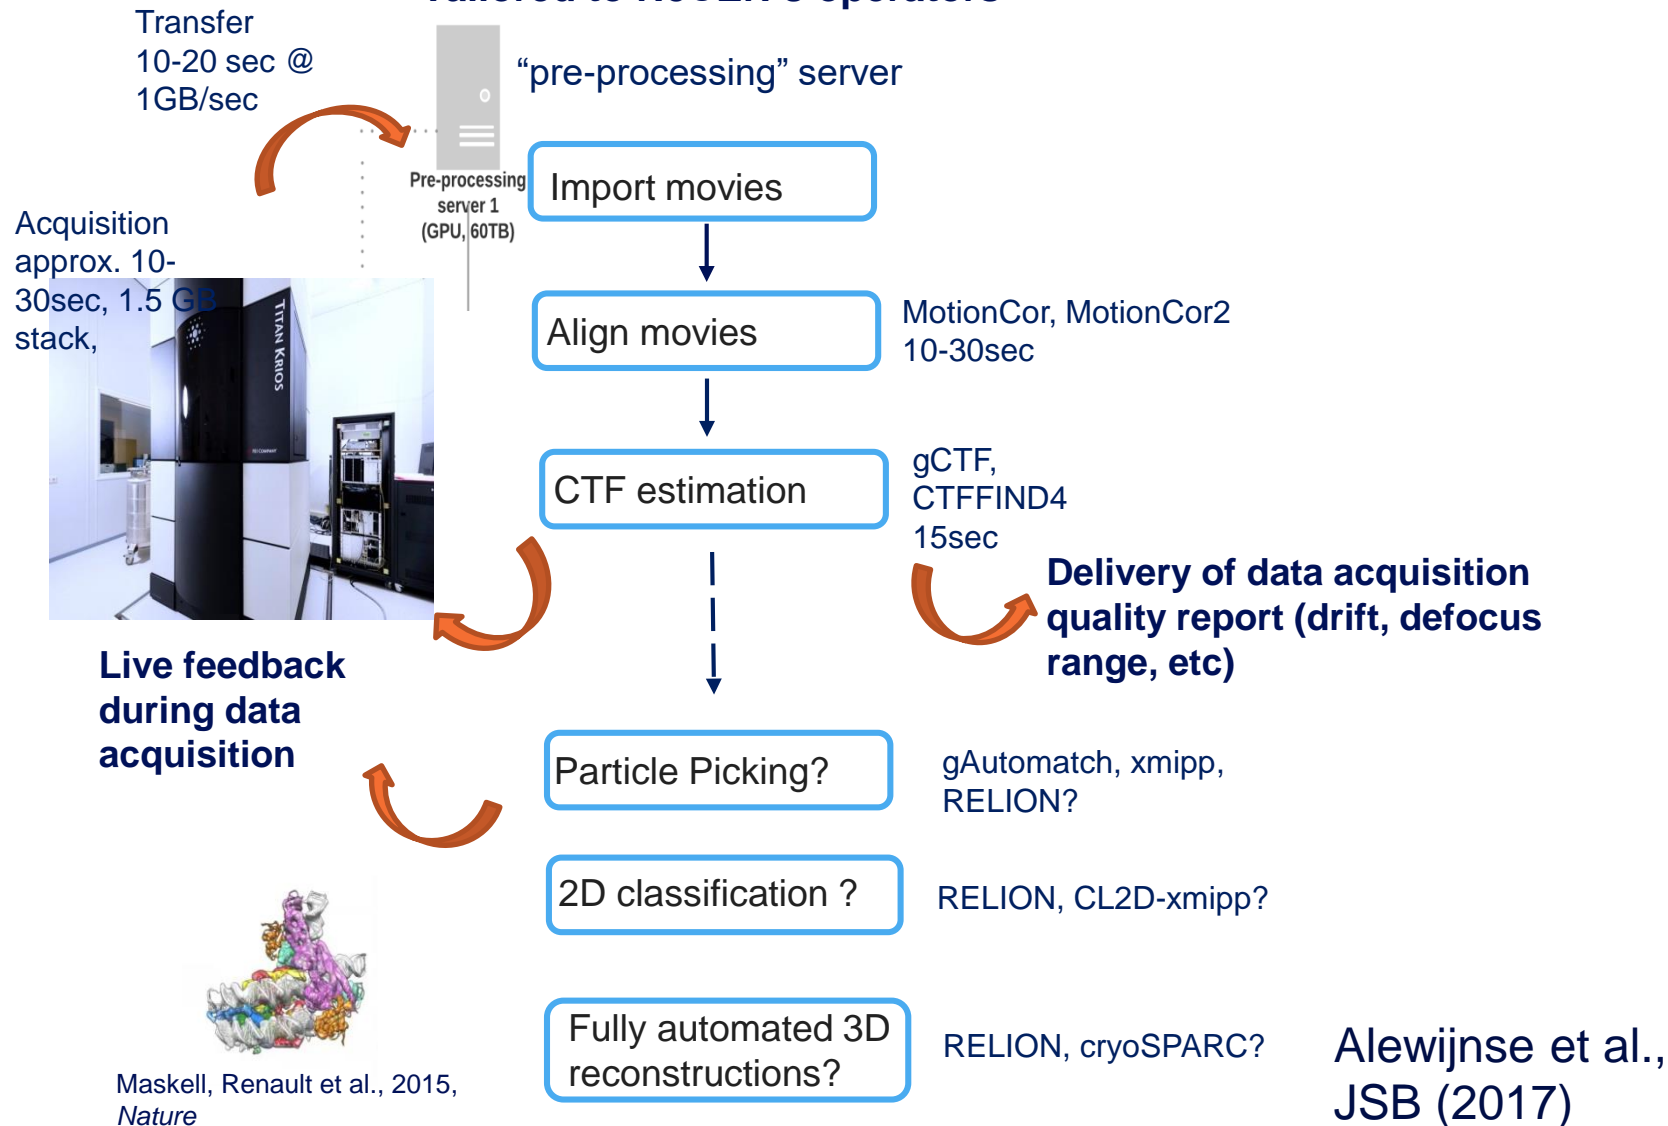 Transfer
10-20 sec @
1GB/sec
"pre-processing" server
Pre-processing
server 1
(GPU, 60TB)
Import movies
Acquisition
approx. 10-
30sec, 1.5 GB
stack,
TITAN KRIOS
Align movies
MotionCor, MotionCor2
10-30sec
CTF estimation
gCTF,
CTFFIND4
15sec
Delivery of data acquisition
quality report (drift, defocus
range, etc)
Live feedback
during data
acquisition
Particle Picking?
gAutomatch, xmipp,
RELION?
2D classification ?
RELION, CL2D-xmipp?
Fully automated 3D
reconstructions?
RELION, cryoSPARC?
Maskell, Renault et al., 2015,
Nature
Alewijnse et al.,
JSB (2017)